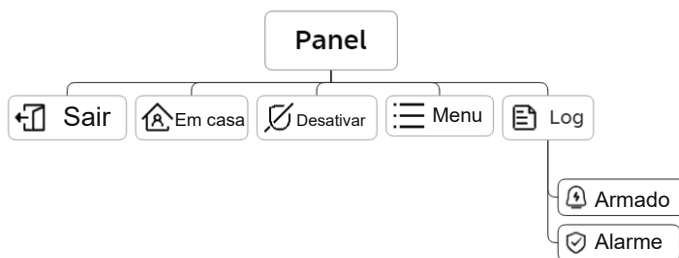 Panel
Sair
Em casa
Desativar
Menu
Log
Armado
Alarme